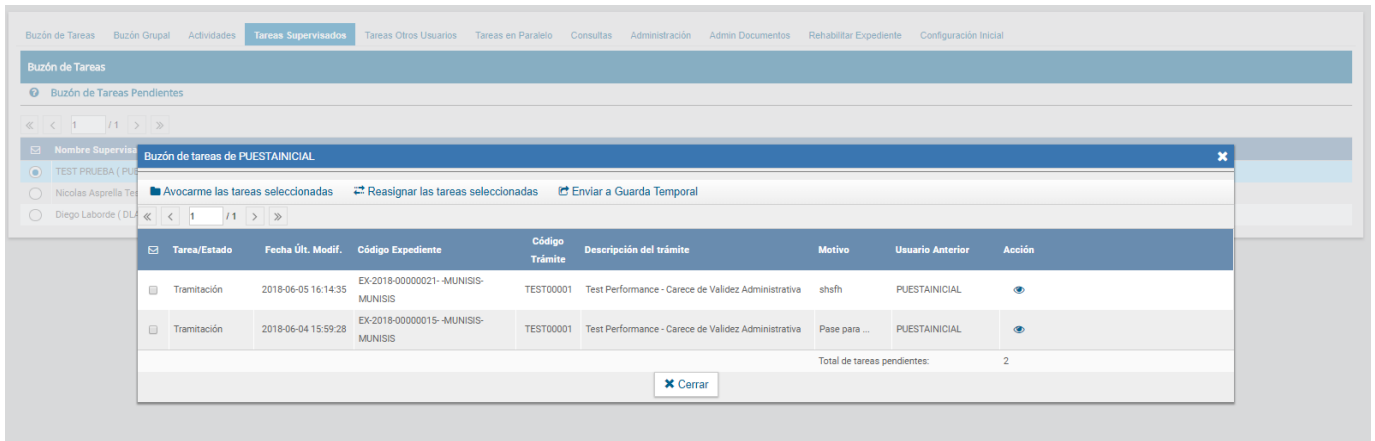 Buzón de Tareas Buzón Grupal Actividades Tareas Supervisados Tareas Otros Usuarios Tareas en Paralelo Consultas Administración Admin Documentos Rehabilitar Expediente Configuración Inicial
Buzón de Tareas
Buzón de Tareas Pendientes
1 / 1
Nombre Supervisa
TEST PRUEBA ( PUE
Nicolas Asprella Tes
Diego Laborde ( DLA
Buzón de tareas de PUESTAINICIAL
Avocarme las tareas seleccionadas Reasignar las tareas seleccionadas Enviar a Guarda Temporal
1 / 1
Tarea/Estado Fecha Últ. Modif. Código Expediente Código Trámite Descripción del trámite Motivo Usuario Anterior Acción
Tramitación 2018-06-05 16:14:35 EX-2018-00000021- -MUNISIS-MUNISIS TEST00001 Test Performance - Carece de Validez Administrativa shsfh PUESTAINICIAL
Tramitación 2018-06-04 15:59:28 EX-2018-00000015- -MUNISIS-MUNISIS TEST00001 Test Performance - Carece de Validez Administrativa Pase para ... PUESTAINICIAL
Total de tareas pendientes: 2
Cerrar